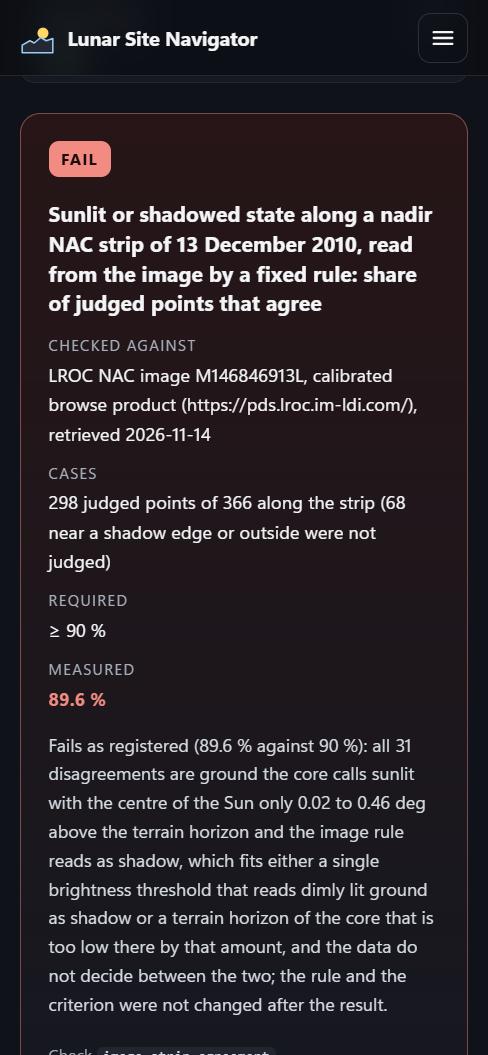 Lunar Site Navigator
FAIL
Sunlit or shadowed state along a nadir
NAC strip of 13 December 2010, read
from the image by a fixed rule: share
of judged points that agree
CHECKED AGAINST
LROC NAC image M146846913L, calibrated
browse product (https://pds.lroc.im-ldi.com/),
retrieved 2026-11-14
CASES
298 judged points of 366 along the strip (68
near a shadow edge or outside were not
judged)
REQUIRED
≥ 90 %
MEASURED
89.6 %
Fails as registered (89.6 % against 90 %): all 31
disagreements are ground the core calls sunlit
with the centre of the Sun only 0.02 to 0.46 deg
above the terrain horizon and the image rule
reads as shadow, which fits either a single
brightness threshold that reads dimly lit ground
as shadow or a terrain horizon of the core that is
too low there by that amount, and the data do
not decide between the two; the rule and the
criterion were not changed after the result.
Check